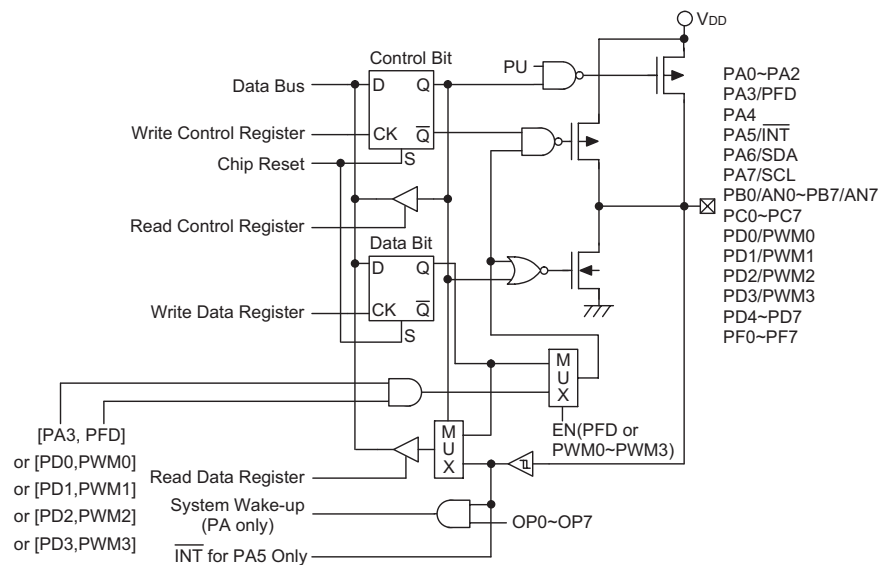 VDD
Control Bit
PU
Data Bus
D
Q
Write Control Register
CK
Q̅
Chip Reset
S
Read Control Register
Data Bit
D
Q
Write Data Register
CK
Q̅
S
M
U
X
EN(PFD or
PWM0~PWM3)
[PA3, PFD]
or [PD0,PWM0]
or [PD1,PWM1]
or [PD2,PWM2]
or [PD3,PWM3]
M
U
X
Read Data Register
System Wake-up
(PA only)
OP0~OP7
I̅N̅T̅ for PA5 Only
PA0~PA2
PA3/PFD
PA4
PA5/I̅N̅T̅
PA6/SDA
PA7/SCL
PB0/AN0~PB7/AN7
PC0~PC7
PD0/PWM0
PD1/PWM1
PD2/PWM2
PD3/PWM3
PD4~PD7
PF0~PF7